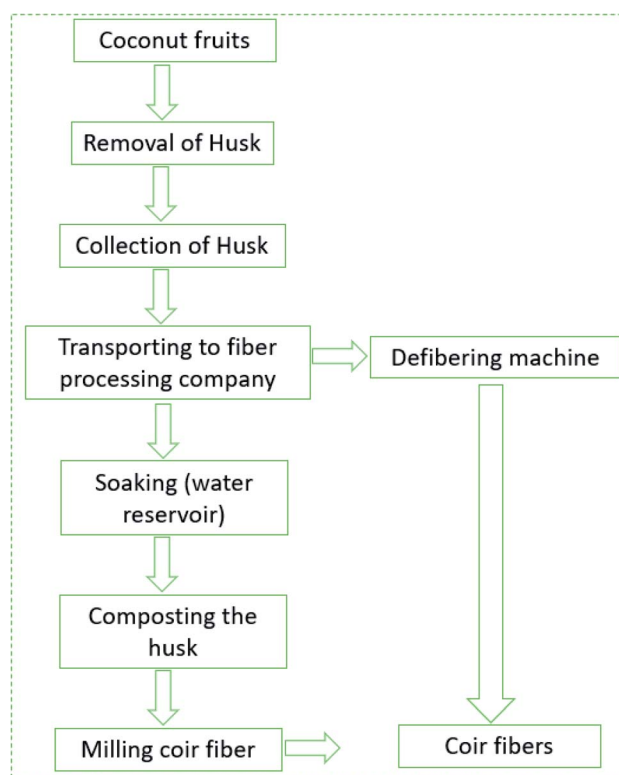 Coconut fruits
Removal of Husk
Collection of Husk
Transporting to fiber
processing company
Defibering machine
Soaking (water
reservoir)
Composting the
husk
Milling coir fiber
Coir fibers